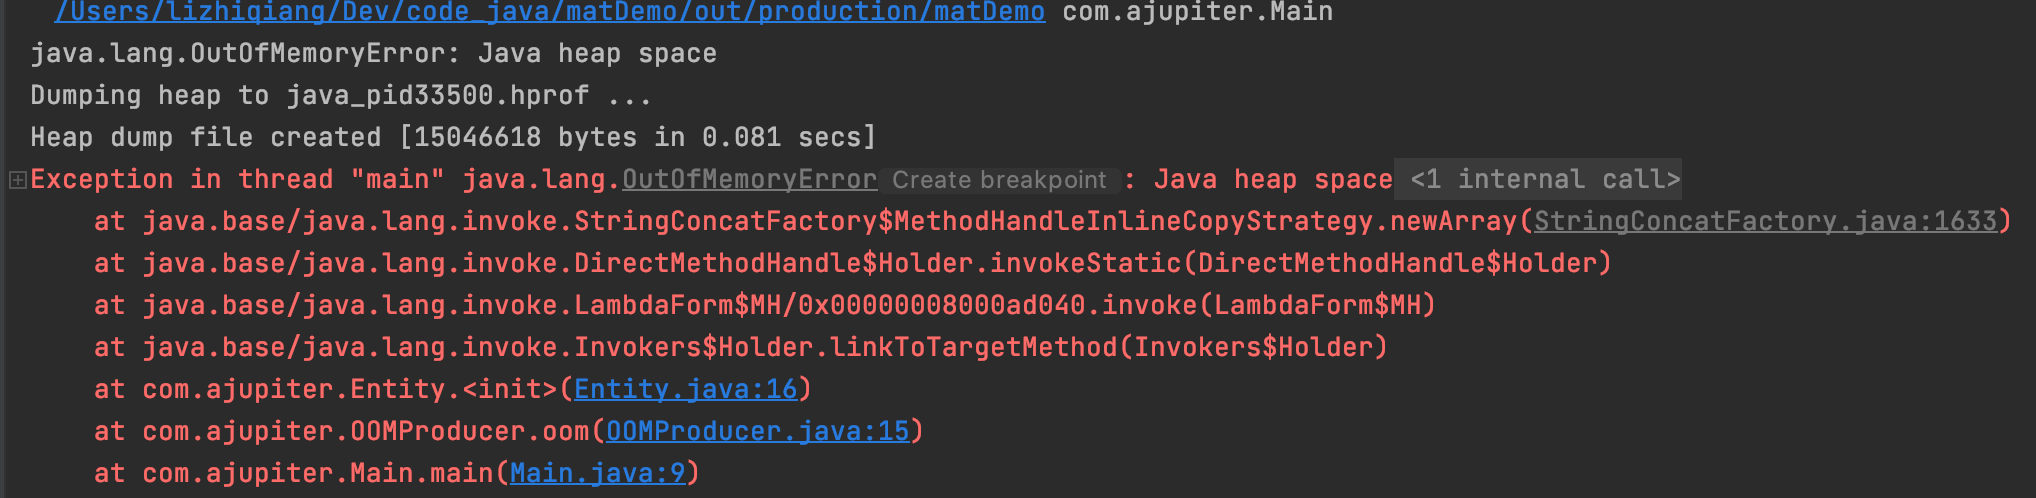 /Users/lizhiqiang/Dev/code_java/matDemo/out/production/matDemo com.ajupiter.Main
java.lang.OutOfMemoryError: Java heap space
Dumping heap to java_pid33500.hprof ...
Heap dump file created [15046618 bytes in 0.081 secs]
Exception in thread "main" java.lang.OutOfMemoryError Create breakpoint : Java heap space <1 internal call>
at java.base/java.lang.invoke.StringConcatFactory$MethodHandleInlineCopyStrategy.newArray(StringConcatFactory.java:1633)
at java.base/java.lang.invoke.DirectMethodHandle$Holder.invokeStatic(DirectMethodHandle$Holder)
at java.base/java.lang.invoke.LambdaForm$MH/0x00000008000ad040.invoke(LambdaForm$MH)
at java.base/java.lang.invoke.Invokers$Holder.linkToTargetMethod(Invokers$Holder)
at com.ajupiter.Entity.<init>(Entity.java:16)
at com.ajupiter.OOMProducer.oom(OOMProducer.java:15)
at com.ajupiter.Main.main(Main.java:9)